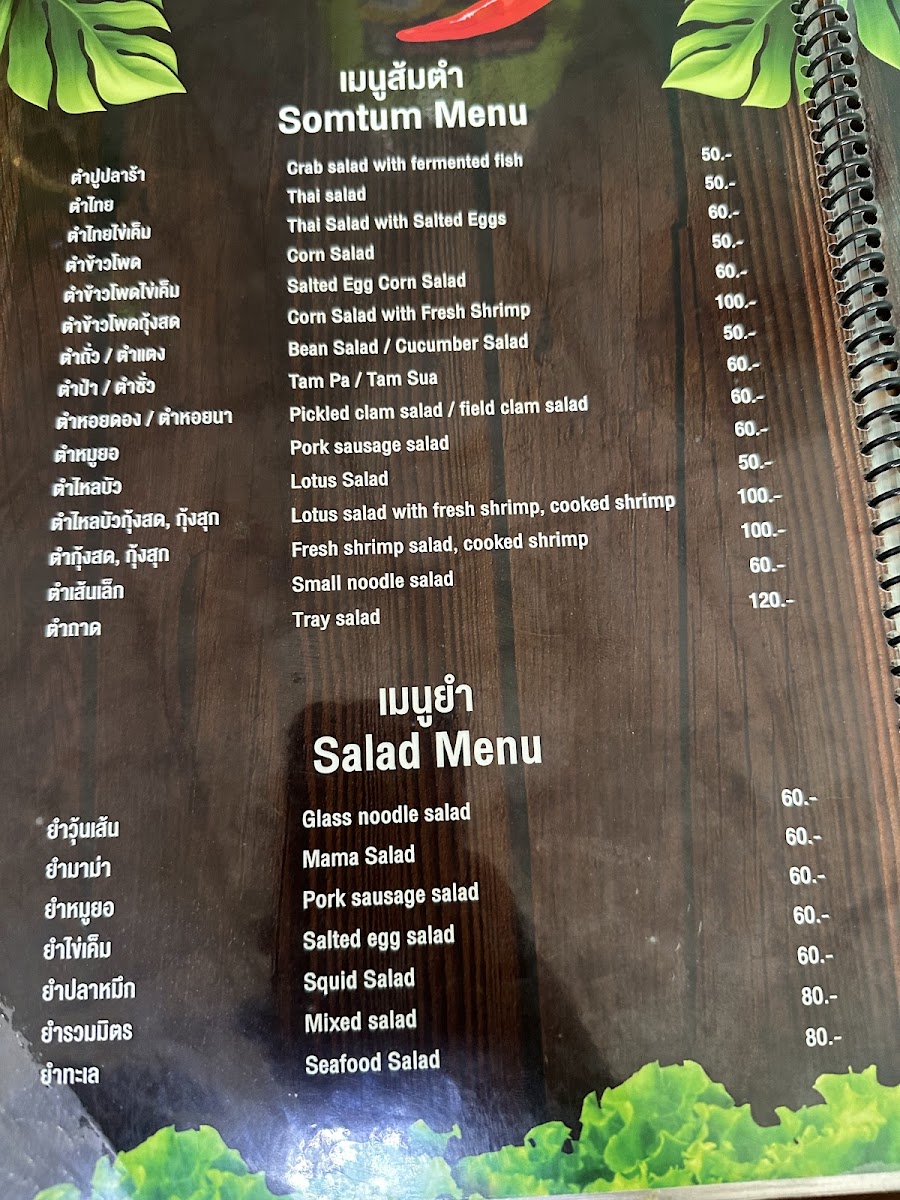 เมนูส้มตำ
Somtum Menu
ตำปูปลาร้า Crab salad with fermented fish 50.-
ตำไทย Thai salad 50.-
ตำไทยไข่เค็ม Thai Salad with Salted Eggs 60.-
ตำข้าวโพด Corn Salad 50.-
ตำข้าวโพดไข่เค็ม Salted Egg Corn Salad 60.-
ตำข้าวโพดกุ้งสด Corn Salad with Fresh Shrimp 100.-
ตำถั่ว / ตำแตง Bean Salad / Cucumber Salad 50.-
ตำป่า / ตำซั่ว Tam Pa / Tam Sua 60.-
ตำหอยดอง / ตำหอยนา Pickled clam salad / field clam salad 60.-
ตำหมูยอ Pork sausage salad 60.-
ตำไหลบัว Lotus Salad 50.-
ตำไหลบัวกุ้งสด, กุ้งสุก Lotus salad with fresh shrimp, cooked shrimp 100.-
ตำกุ้งสด, กุ้งสุก Fresh shrimp salad, cooked shrimp 100.-
ตำเส้นเล็ก Small noodle salad 60.-
ตำถาด Tray salad 120.-
เมนูยำ
Salad Menu
ยำวุ้นเส้น Glass noodle salad 60.-
ยำมาม่า Mama Salad 60.-
ยำหมูยอ Pork sausage salad 60.-
ยำไข่เค็ม Salted egg salad 60.-
ยำปลาหมึก Squid Salad 60.-
ยำรวมมิตร Mixed salad 80.-
ยำทะเล Seafood Salad 80.-